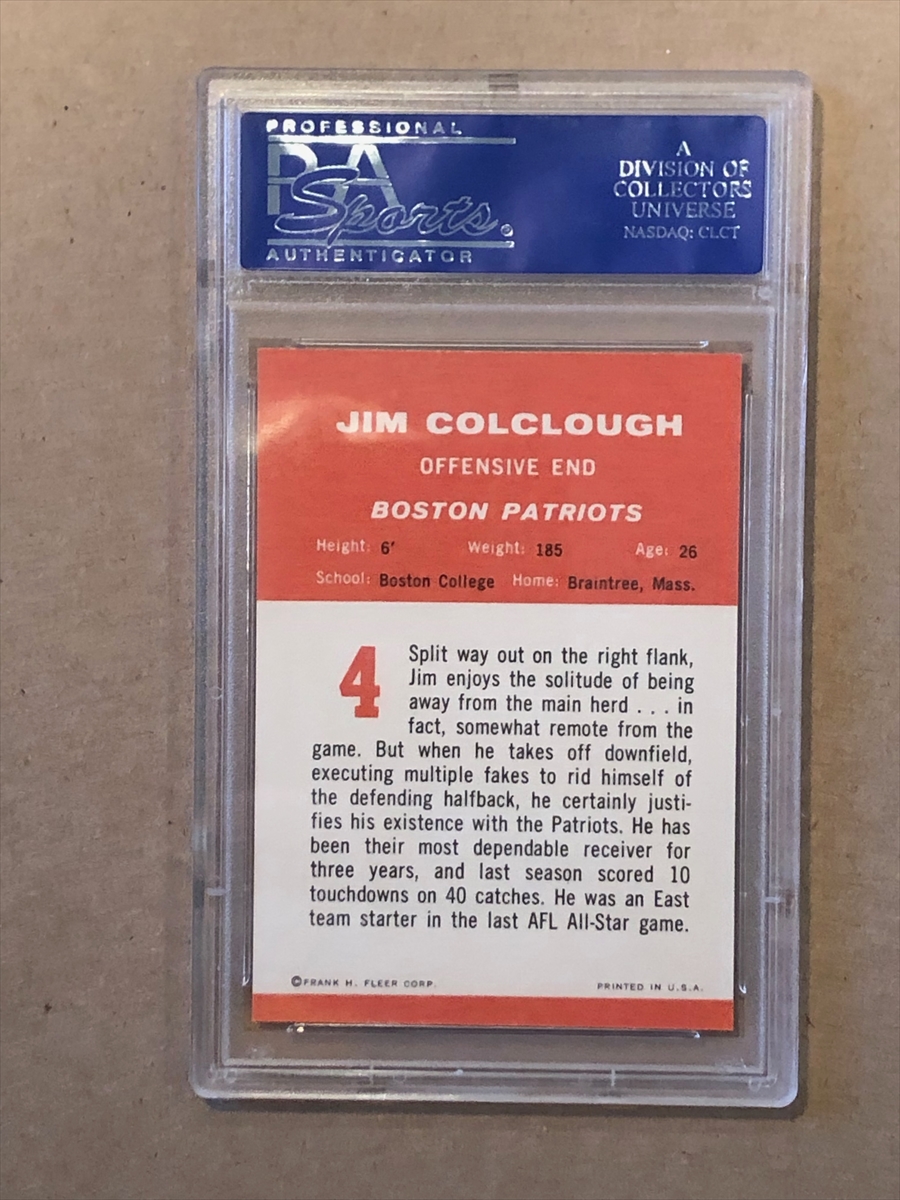 PROFESSIONAL
PSA
Sports.
AUTHENTICATOR
A
DIVISION OF
COLLECTORS
UNIVERSE
NASDAQ: CLCT
JIM COLCLOUGH
OFFENSIVE END
BOSTON PATRIOTS
Height: 6' Weight: 185 Age: 26
School: Boston College Home: Braintree, Mass.
4
Split way out on the right flank,
Jim enjoys the solitude of being
away from the main herd . . . in
fact, somewhat remote from the
game. But when he takes off downfield,
executing multiple fakes to rid himself of
the defending halfback, he certainly justi-
fies his existence with the Patriots. He has
been their most dependable receiver for
three years, and last season scored 10
touchdowns on 40 catches. He was an East
team starter in the last AFL All-Star game.
©FRANK H. FLEER CORP. PRINTED IN U.S.A.